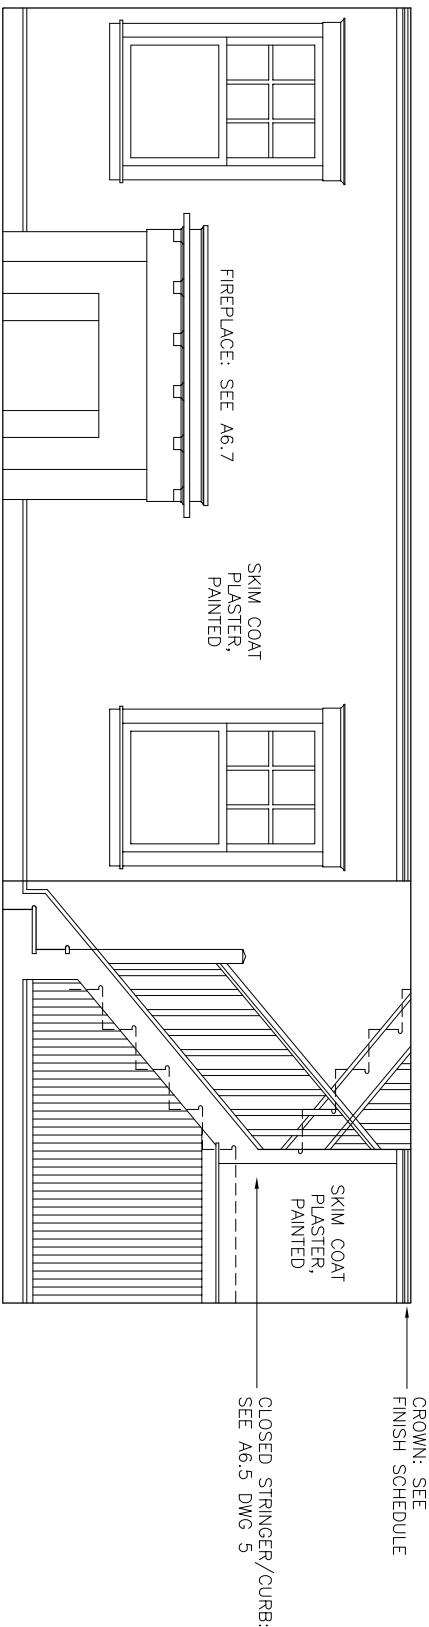 FIREPLACE: SEE A6.7
SKIM COAT
PLASTER,
PAINTED
SKIM COAT
PLASTER,
PAINTED
CROWN: SEE
FINISH SCHEDULE
CLOSED STRINGER/CURB:
SEE A6.5 DWG 5